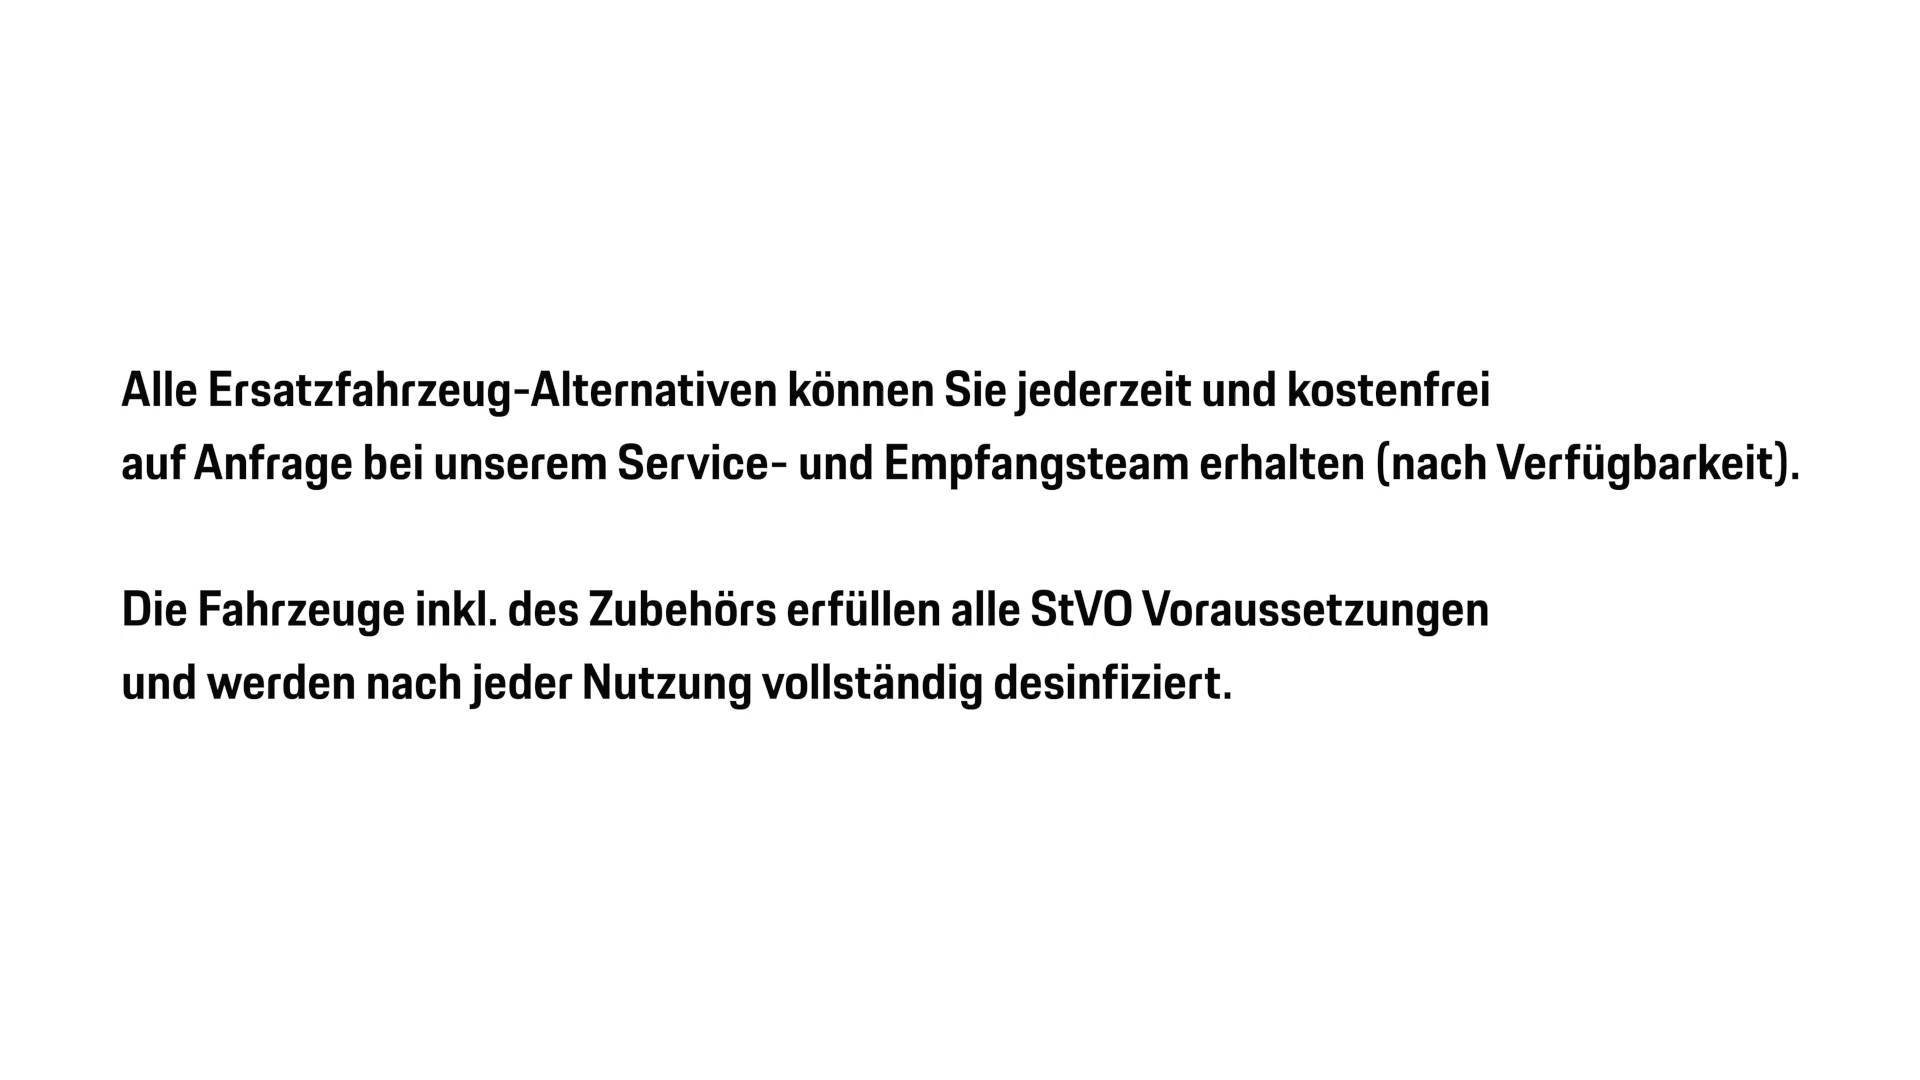 Alle Ersatzfahrzeug-Alternativen können Sie jederzeit und kostenfrei
auf Anfrage bei unserem Service- und Empfangsteam erhalten (nach Verfügbarkeit).
Die Fahrzeuge inkl. des Zubehörs erfüllen alle StVO Voraussetzungen
und werden nach jeder Nutzung vollständig desinfiziert.